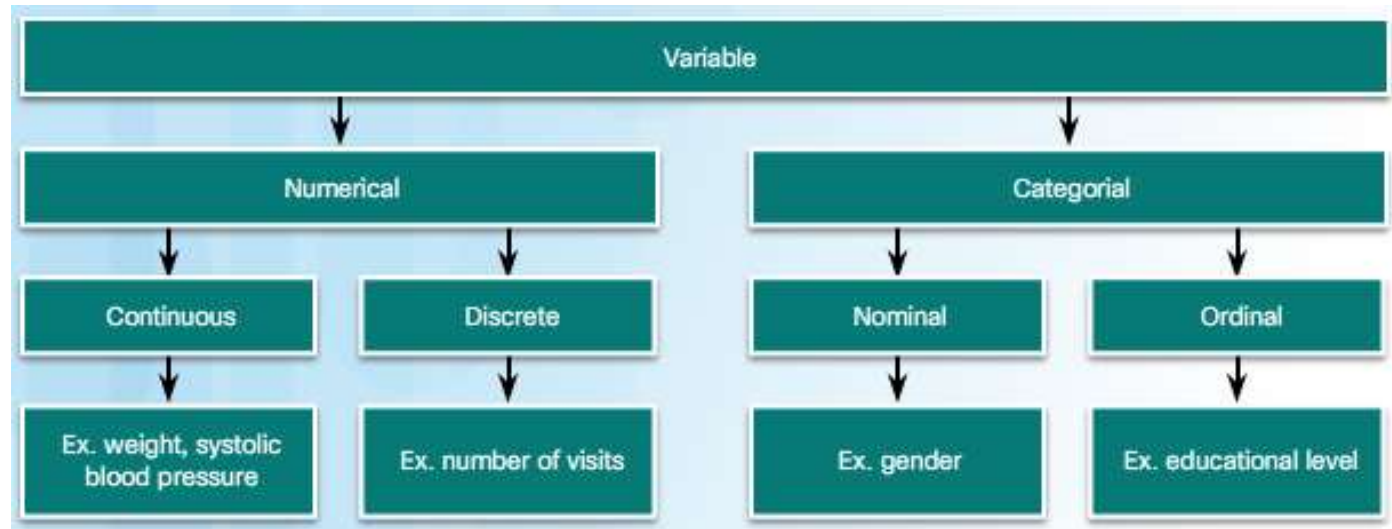 Variable
Numerical
Categorial
Continuous
Discrete
Nominal
Ordinal
Ex. weight, systolic
blood pressure
Ex. number of visits
Ex. gender
Ex. educational level